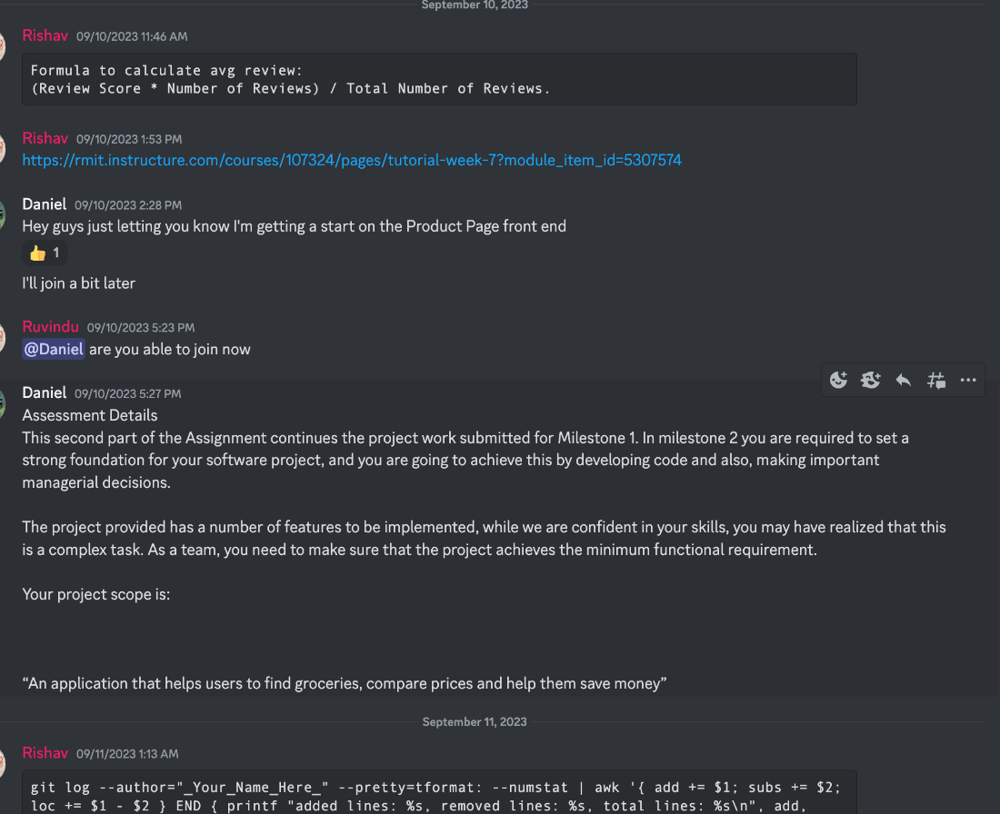 September 10, 2023
Rishav 09/10/2023 11:46 AM
Formula to calculate avg review:
(Review Score * Number of Reviews) / Total Number of Reviews.
Rishav 09/10/2023 1:53 PM
https://rmit.instructure.com/courses/107324/pages/tutorial-week-7?module_item_id=5307574
Daniel 09/10/2023 2:28 PM
Hey guys just letting you know I'm getting a start on the Product Page front end
👍 1
I'll join a bit later
Ruvindu 09/10/2023 5:23 PM
@Daniel are you able to join now
Daniel 09/10/2023 5:27 PM
Assessment Details
This second part of the Assignment continues the project work submitted for Milestone 1. In milestone 2 you are required to set a
strong foundation for your software project, and you are going to achieve this by developing code and also, making important
managerial decisions.
The project provided has a number of features to be implemented, while we are confident in your skills, you may have realized that this
is a complex task. As a team, you need to make sure that the project achieves the minimum functional requirement.
Your project scope is:
“An application that helps users to find groceries, compare prices and help them save money”
September 11, 2023
Rishav 09/11/2023 1:13 AM
git log --author="_Your_Name_Here_" --pretty=tformat: --numstat | awk '{ add += $1; subs += $2;
loc += $1 - $2 } END { printf "added lines: %s, removed lines: %s, total lines: %s\n", add,